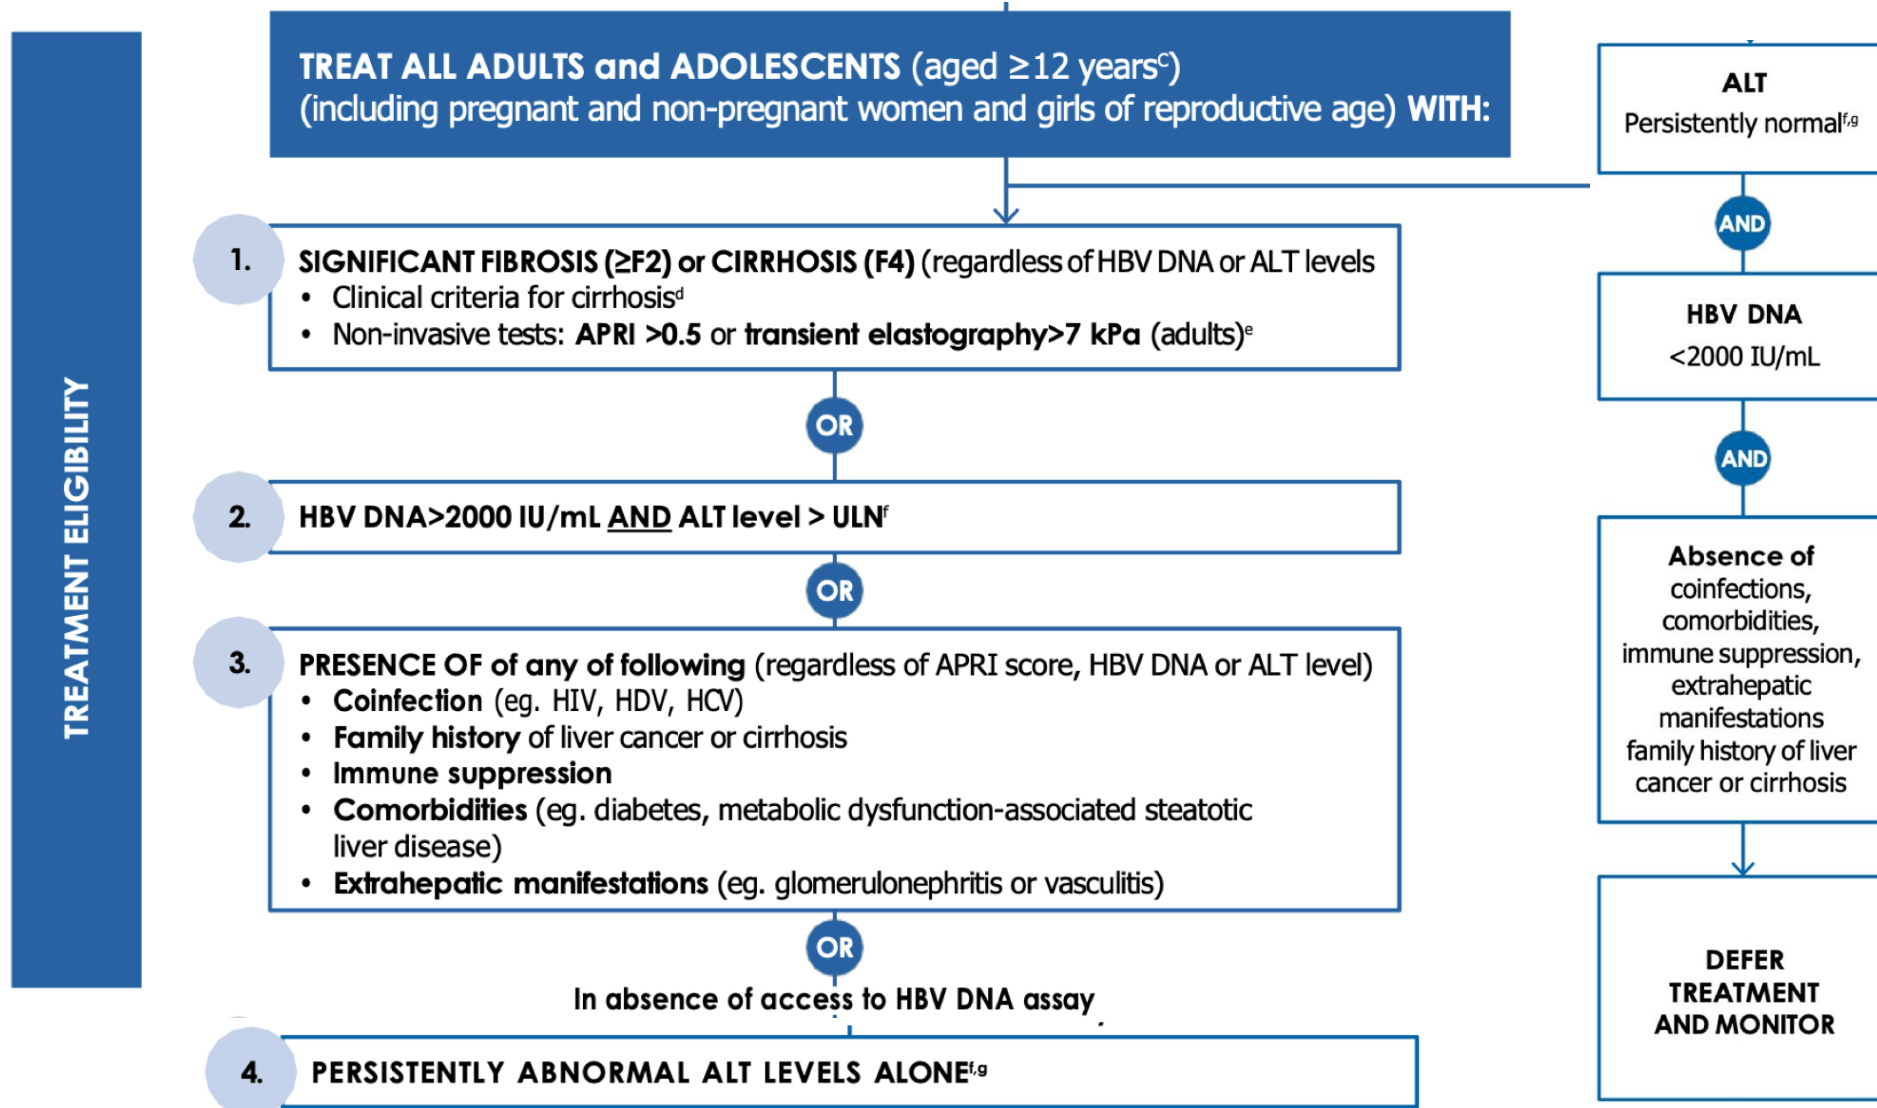 TREATMENT ELIGIBILITY
TREAT ALL ADULTS and ADOLESCENTS (aged ≥12 yearsᶜ)
(including pregnant and non-pregnant women and girls of reproductive age) WITH:
1.
SIGNIFICANT FIBROSIS (≥F2) or CIRRHOSIS (F4) (regardless of HBV DNA or ALT levels
• Clinical criteria for cirrhosisᵈ
• Non-invasive tests: APRI >0.5 or transient elastography>7 kPa (adults)ᵉ
OR
2.
HBV DNA>2000 IU/mL AND ALT level > ULNᶠ
OR
3.
PRESENCE OF of any of following (regardless of APRI score, HBV DNA or ALT level)
• Coinfection (eg. HIV, HDV, HCV)
• Family history of liver cancer or cirrhosis
• Immune suppression
• Comorbidities (eg. diabetes, metabolic dysfunction-associated steatotic
liver disease)
• Extrahepatic manifestations (eg. glomerulonephritis or vasculitis)
OR
In absence of access to HBV DNA assay
4.
PERSISTENTLY ABNORMAL ALT LEVELS ALONEᶠ,ᵍ
ALT
Persistently normalᶠ,ᵍ
AND
HBV DNA
<2000 IU/mL
AND
Absence of
coinfections,
comorbidities,
immune suppression,
extrahepatic
manifestations
family history of liver
cancer or cirrhosis
DEFER
TREATMENT
AND MONITOR